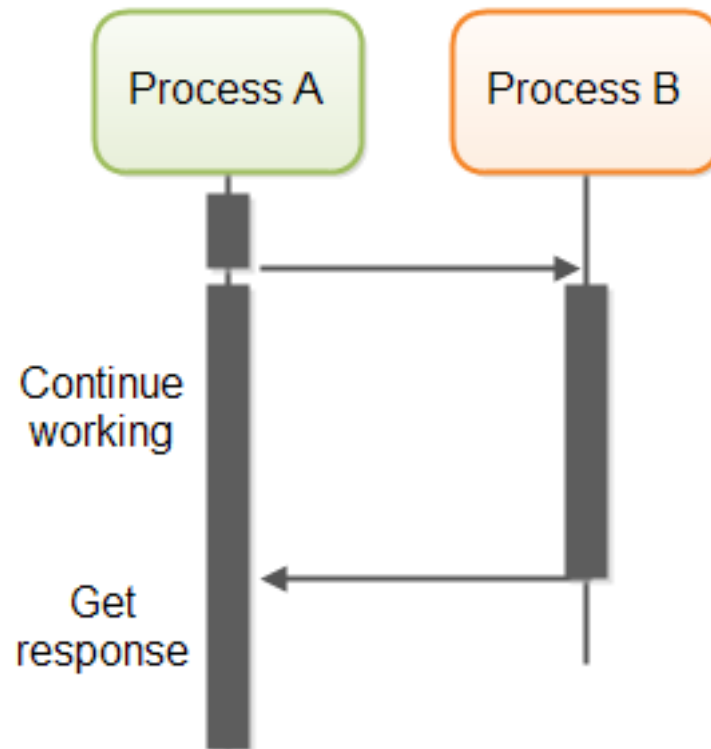 Process A
Process B
Continue
working
Get
response